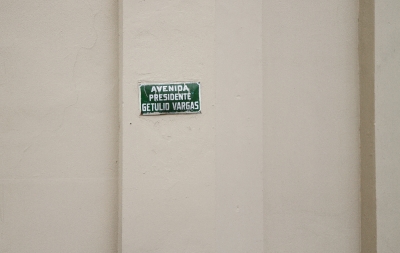 AVENIDA
PRESIDENTE
GETULIO VARGAS